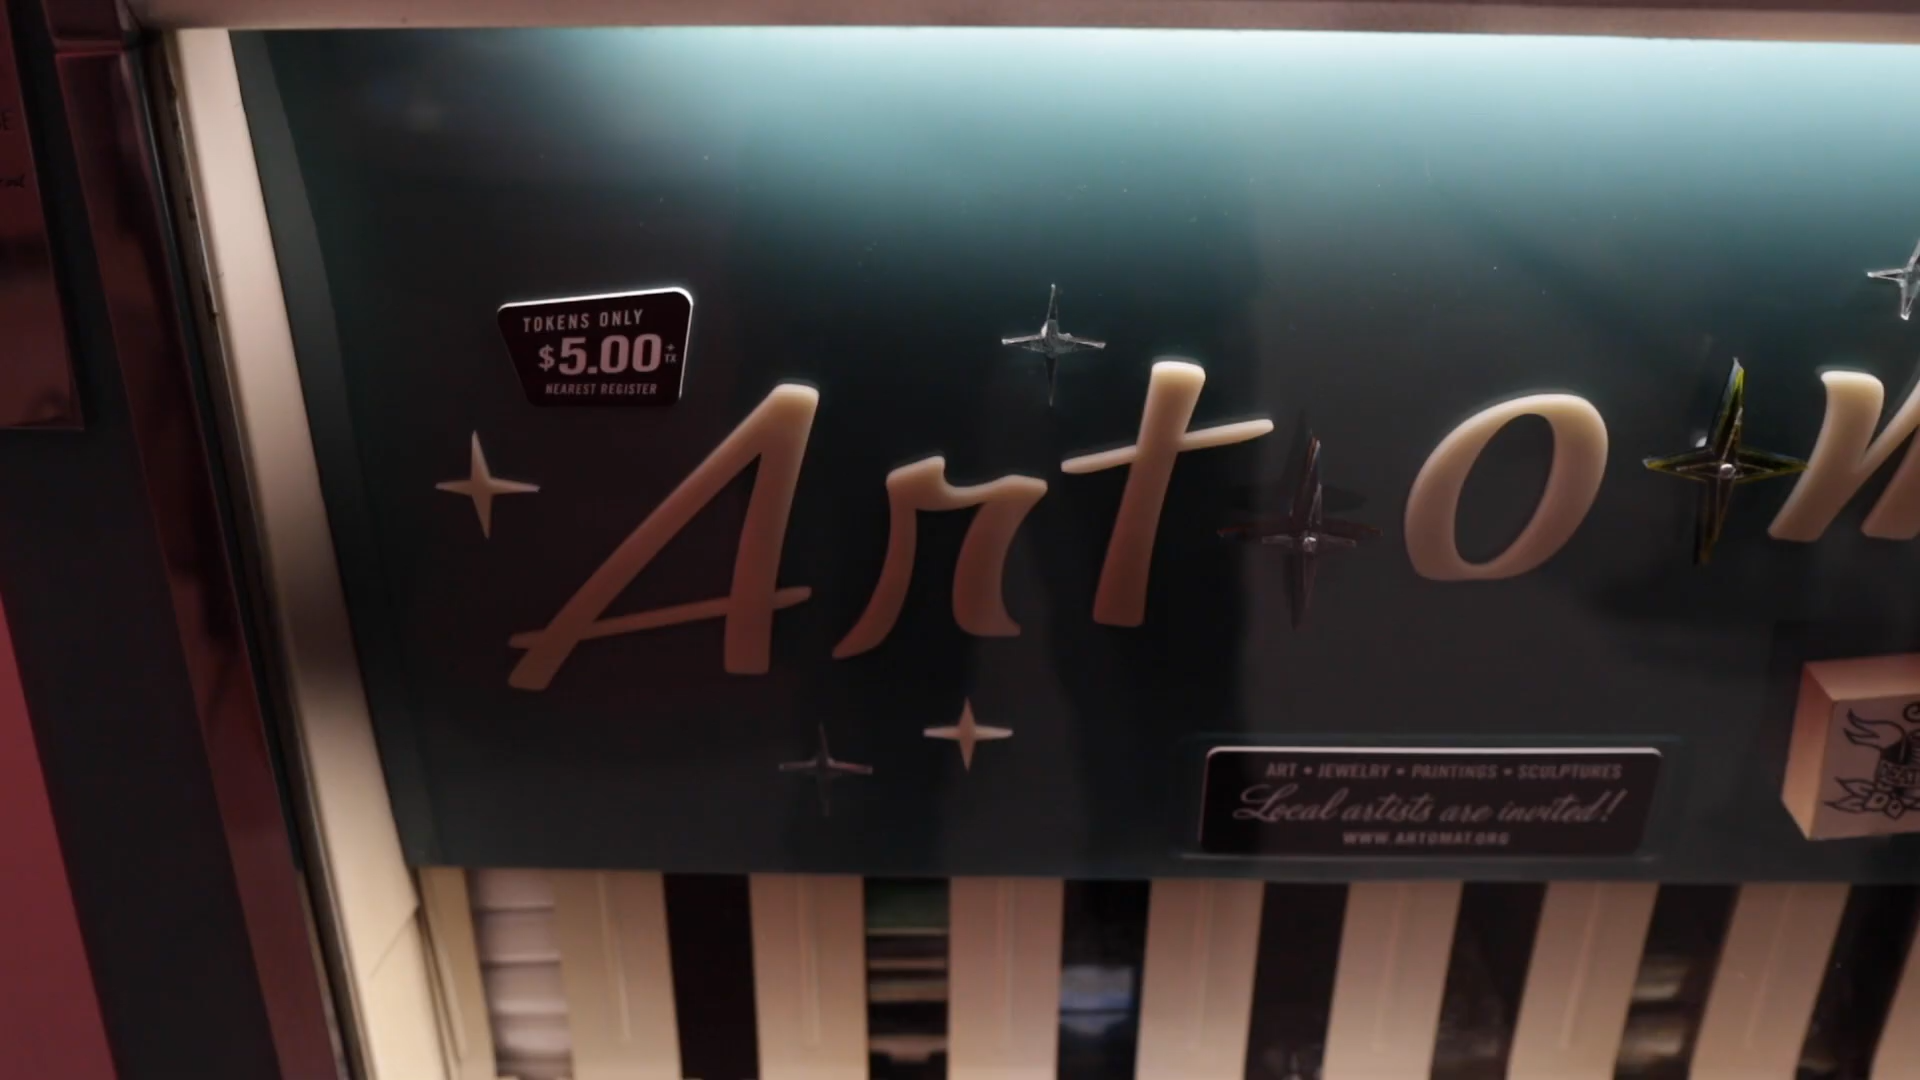 TOKENS ONLY
$5.00 + TX
NEAREST REGISTER
Art o m
ART • JEWELRY • PAINTINGS • SCULPTURES
Local artists are invited!
WWW.ARTOMAT.ORG